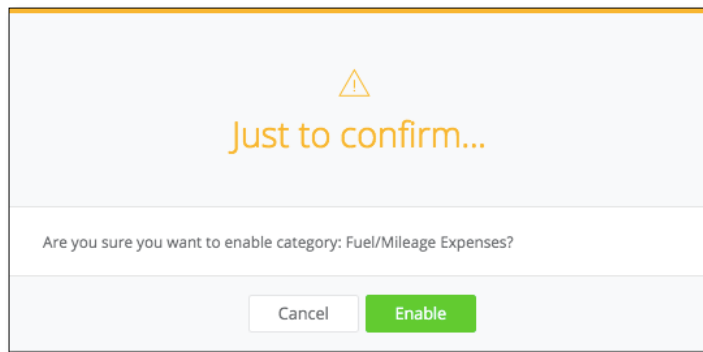 Just to confirm...
Are you sure you want to enable category: Fuel/Mileage Expenses?
Cancel
Enable